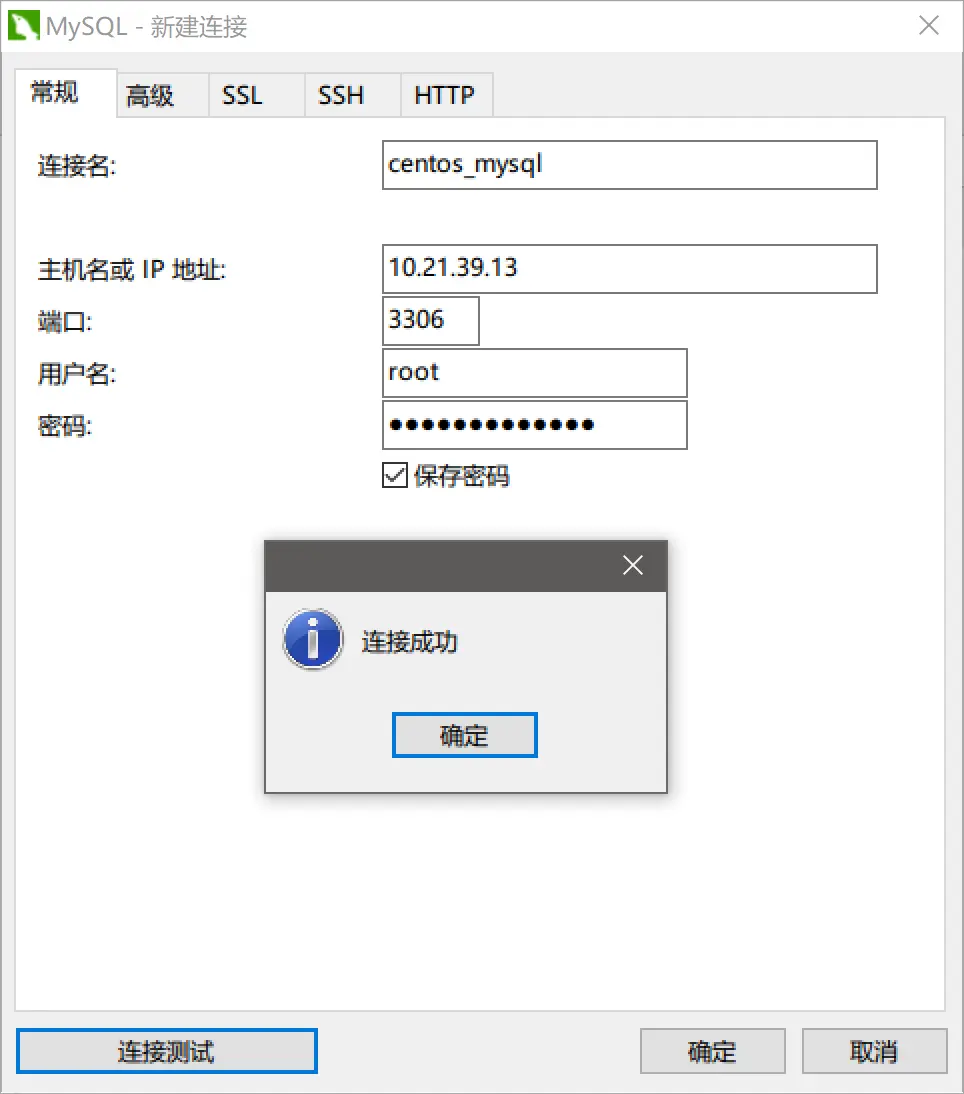 MySQL - 新建连接
常规 高级 SSL SSH HTTP
连接名: centos_mysql
主机名或 IP 地址: 10.21.39.13
端口: 3306
用户名: root
密码: ●●●●●●●●●●●●●
保存密码
连接成功
确定
连接测试 确定 取消